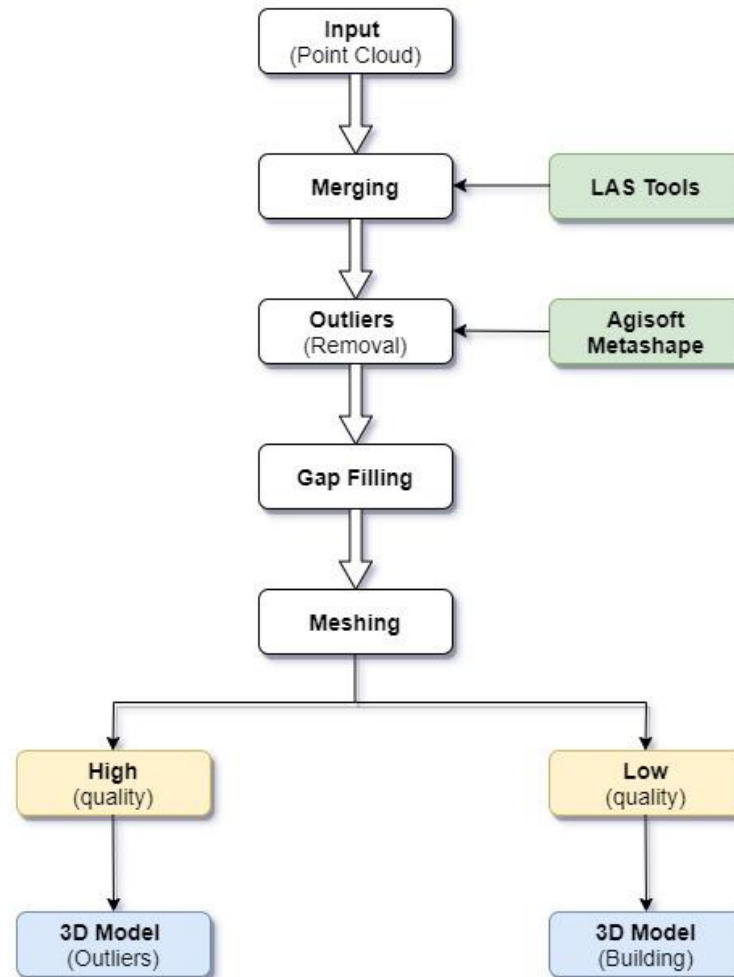 Input
(Point Cloud)
Merging
LAS Tools
Outliers
(Removal)
Agisoft
Metashape
Gap Filling
Meshing
High
(quality)
Low
(quality)
3D Model
(Outliers)
3D Model
(Building)